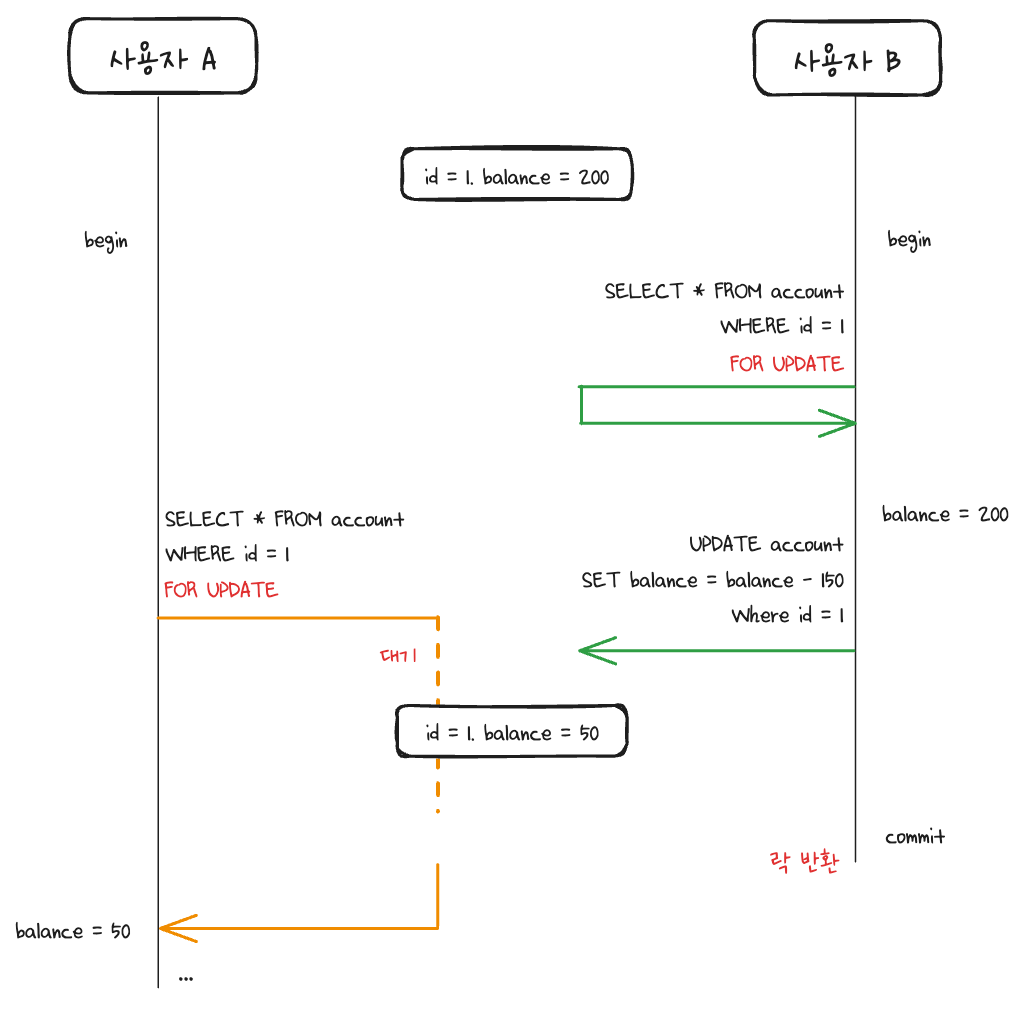 사용자 A
사용자 B
id = 1. balance = 200
begin
begin
SELECT * FROM account
WHERE id = 1
FOR UPDATE
SELECT * FROM account
WHERE id = 1
FOR UPDATE
balance = 200
UPDATE account
SET balance = balance - 150
Where id = 1
대기
id = 1. balance = 50
commit
락 반환
balance = 50
...